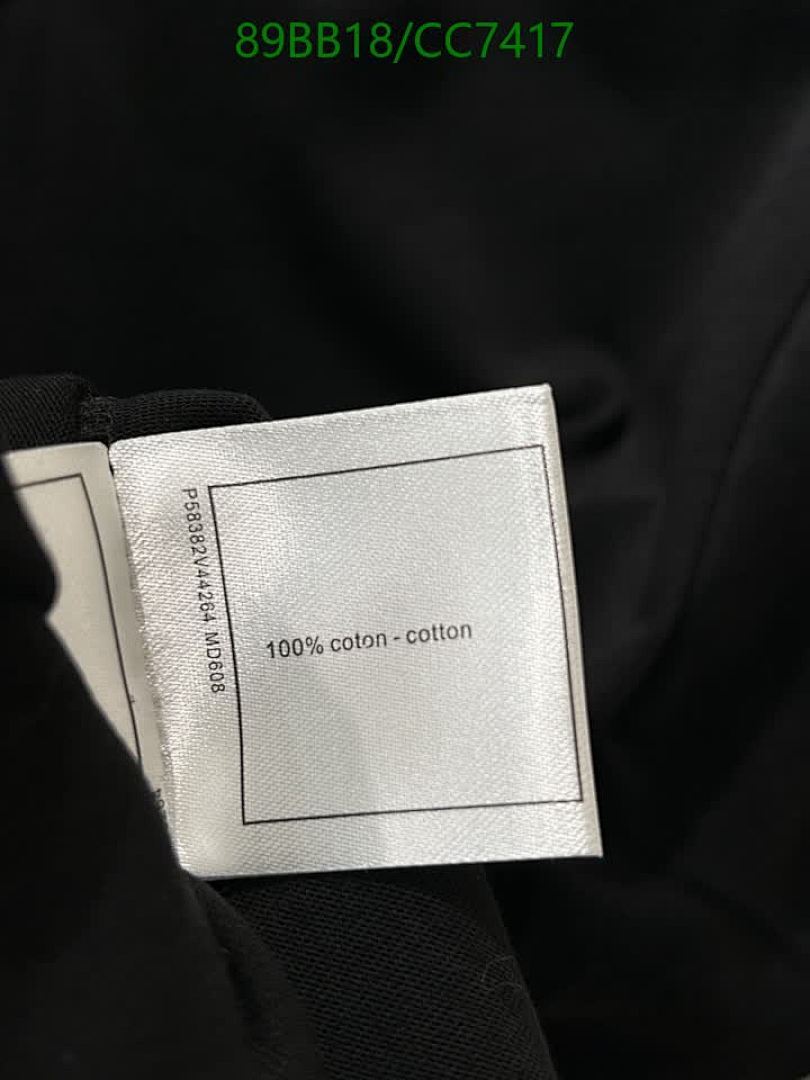 89BB18/CC7417
P58382V44264 MD608
100% coton - cotton